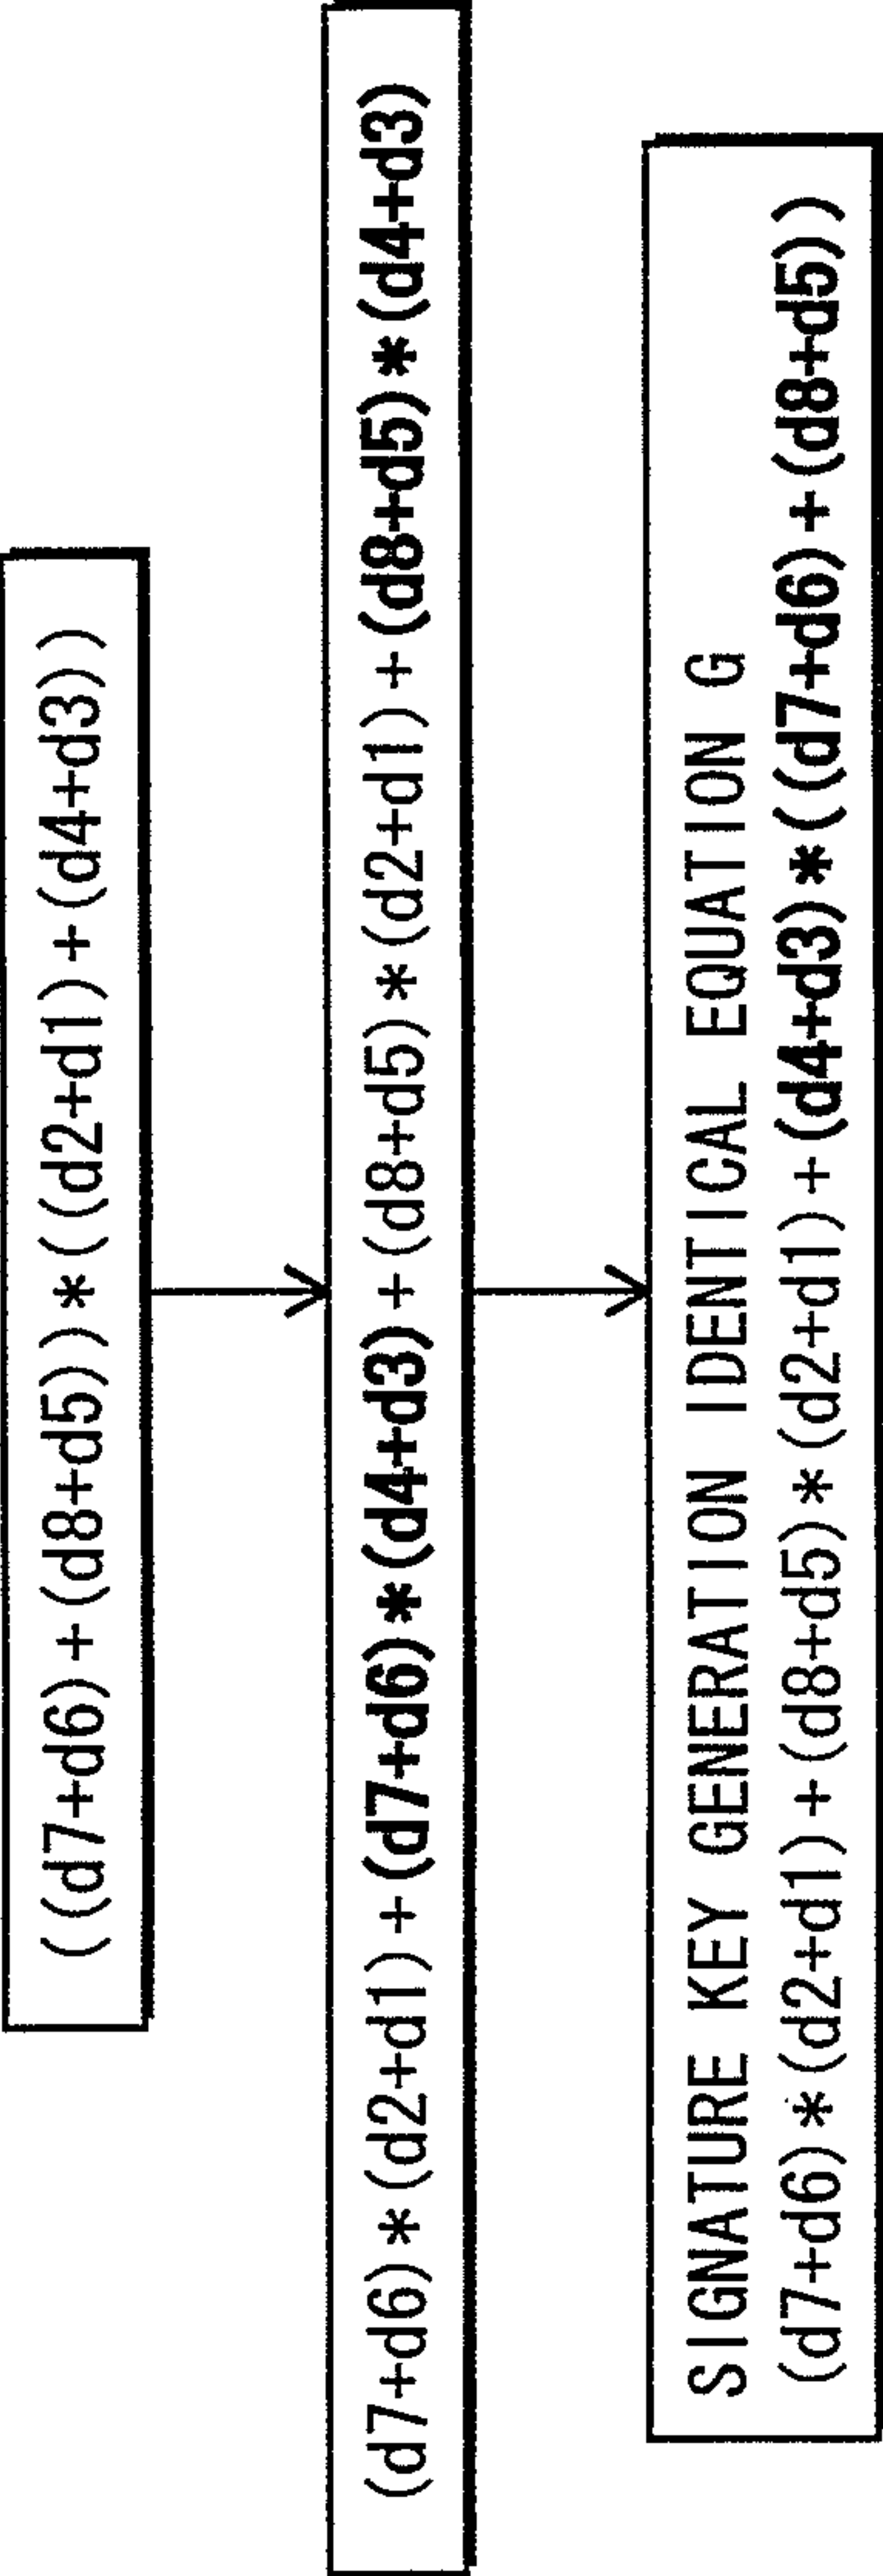 ((d7+d6)+(d8+d5))*((d2+d1)+(d4+d3))
(d7+d6)*(d2+d1)+(d7+d6)*(d4+d3)+(d8+d5)*(d2+d1)+(d8+d5)*(d4+d3)
SIGNATURE KEY GENERATION IDENTICAL EQUATION G
(d7+d6)*(d2+d1)+(d8+d5)*(d2+d1)+(d4+d3)*((d7+d6)+(d8+d5))